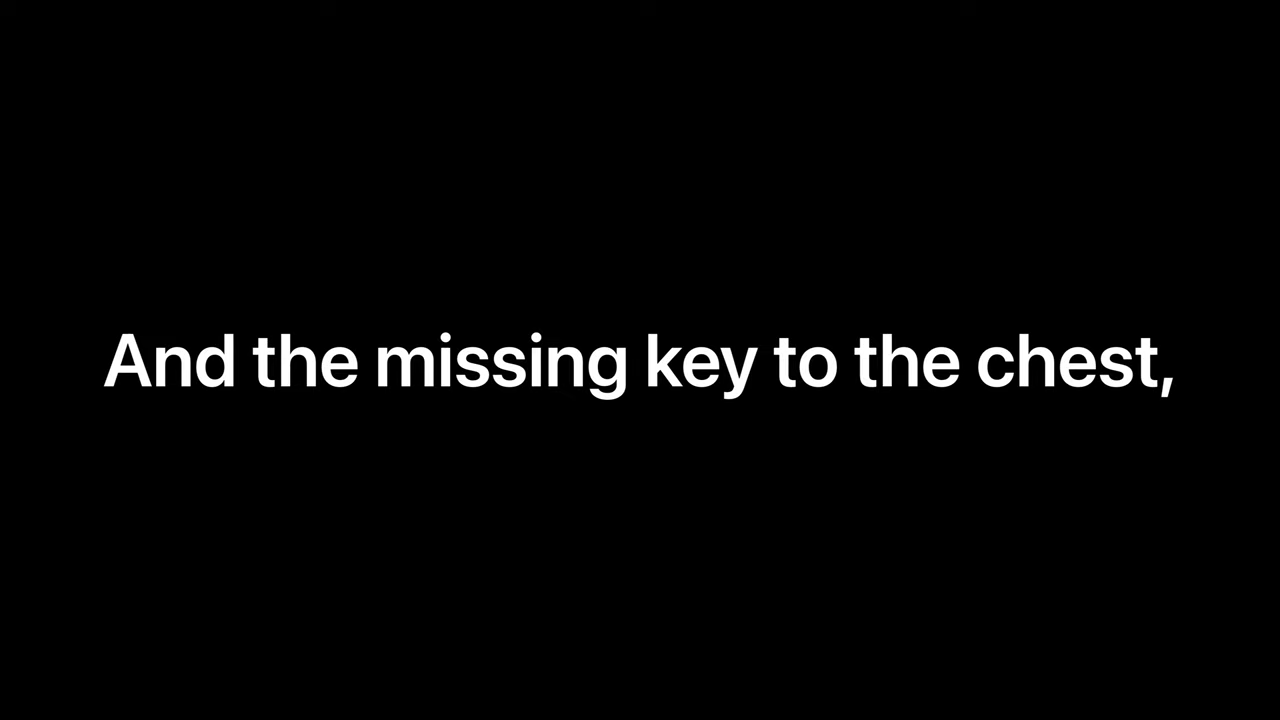 And the missing key to the chest,